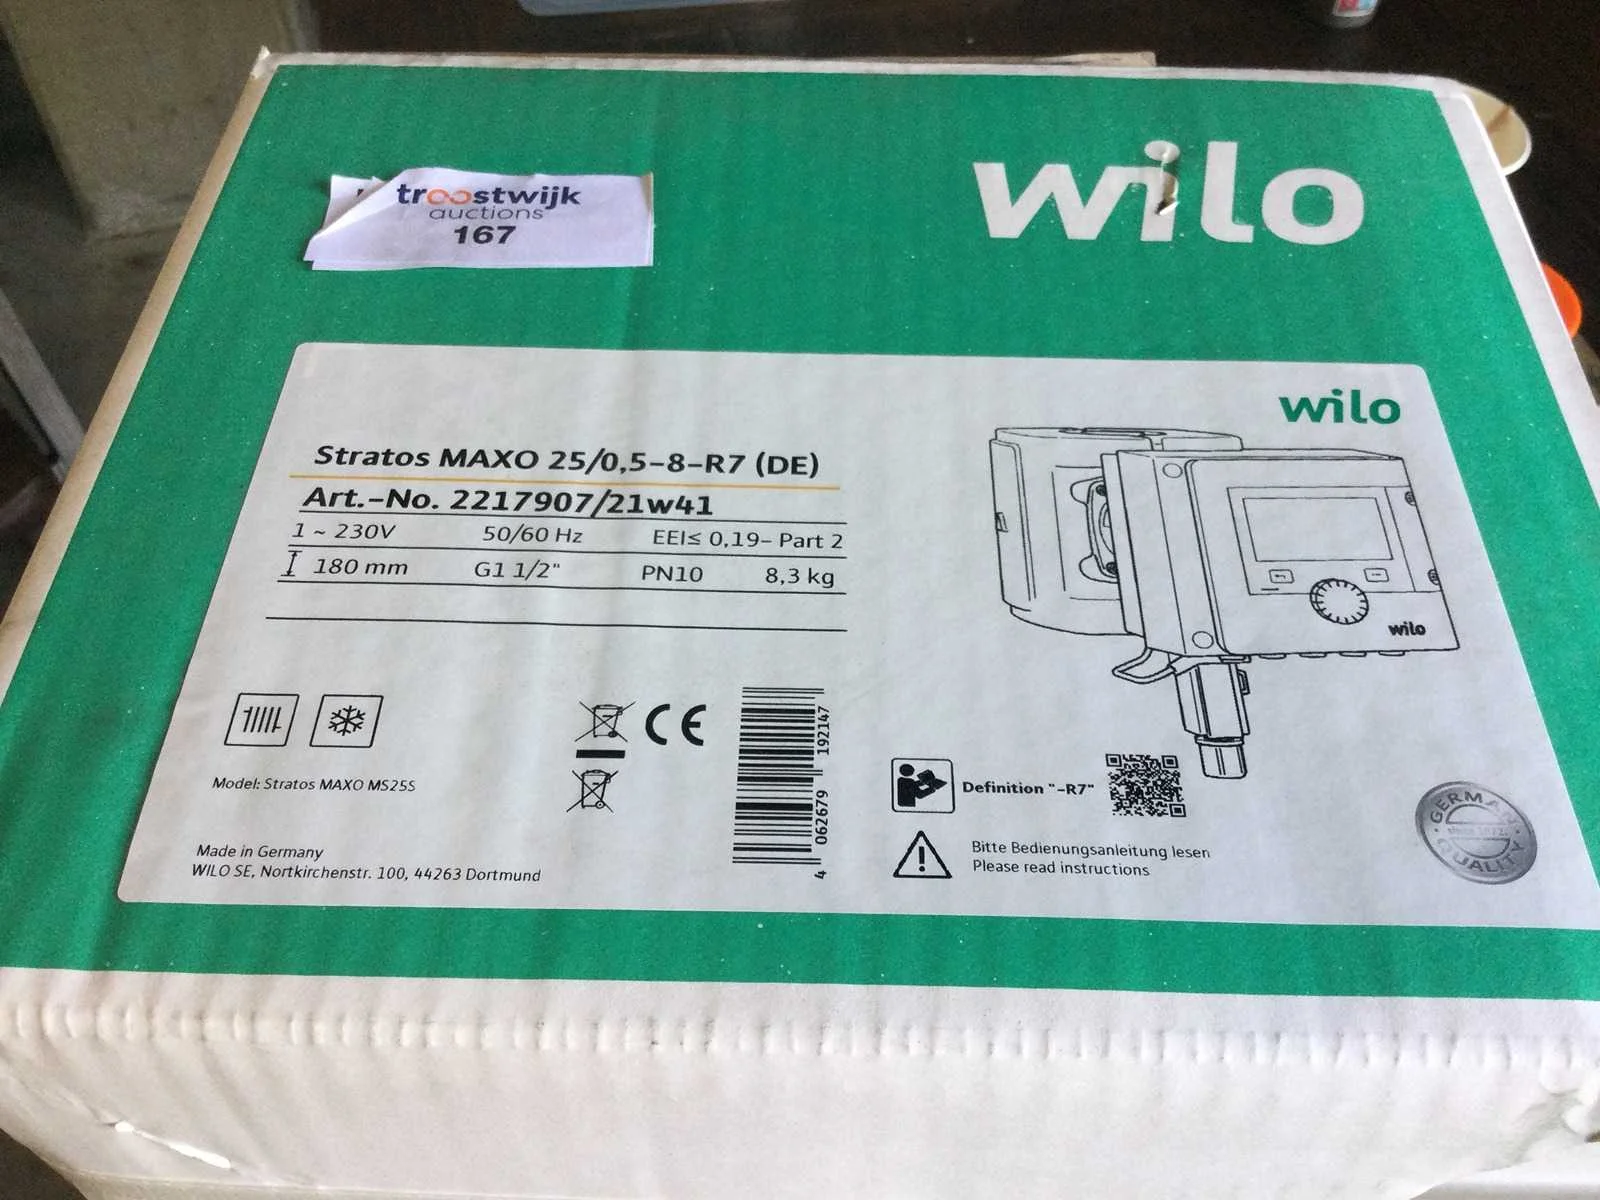 wilo
troostwijk
auctions
167
wilo
Stratos MAXO 25/0,5-8-R7 (DE)
Art.-No. 2217907/21w41
1 ~ 230V 50/60 Hz EEI≤ 0,19- Part 2
180 mm G1 1/2" PN10 8,3 kg
wilo
CE
Model: Stratos MAXO MS25S
4 062679 192147
Definition "-R7"
Made in Germany
WILO SE, Nortkirchenstr. 100, 44263 Dortmund
Bitte Bedienungsanleitung lesen
Please read instructions
GERMAN
since 1872.
QUALITY